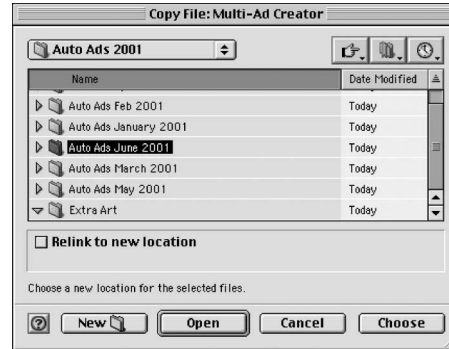 Copy File: Multi-Ad Creator
Auto Ads 2001
Name Date Modified
Auto Ads Feb 2001 Today
Auto Ads January 2001 Today
Auto Ads June 2001 Today
Auto Ads March 2001 Today
Auto Ads May 2001 Today
Extra Art Today
Relink to new location
Choose a new location for the selected files.
? New Open Cancel Choose